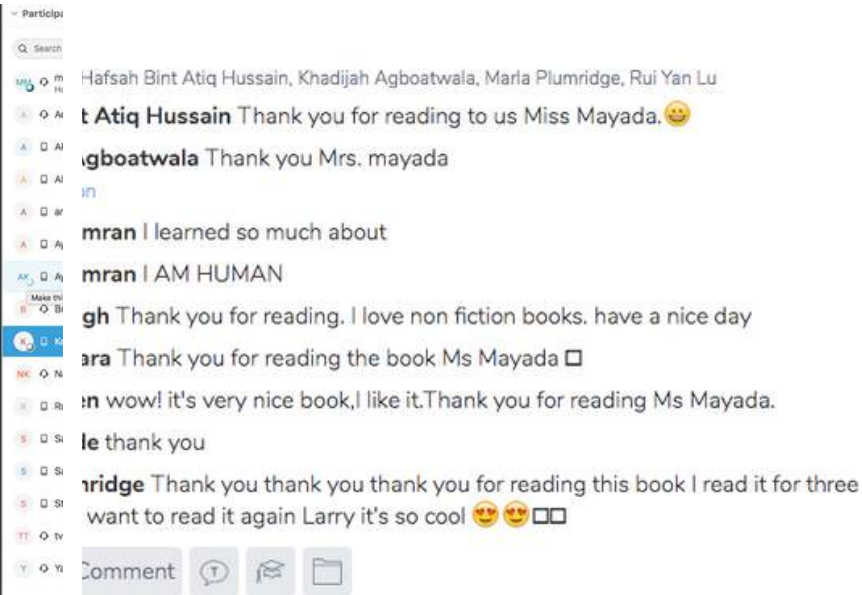 Participa
Search
Hafsah Bint Atiq Hussain, Khadijah Agboatwala, Marla Plumridge, Rui Yan Lu
t Atiq Hussain Thank you for reading to us Miss Mayada.😀
Agboatwala Thank you Mrs. mayada
mran I learned so much about
mran I AM HUMAN
gh Thank you for reading. I love non fiction books. have a nice day
ara Thank you for reading the book Ms Mayada □
en wow! it's very nice book,I like it.Thank you for reading Ms Mayada.
le thank you
nridge Thank you thank you thank you for reading this book I read it for three
want to read it again Larry it's so cool 😍😍□□
Comment T
Make thi
NK
TT